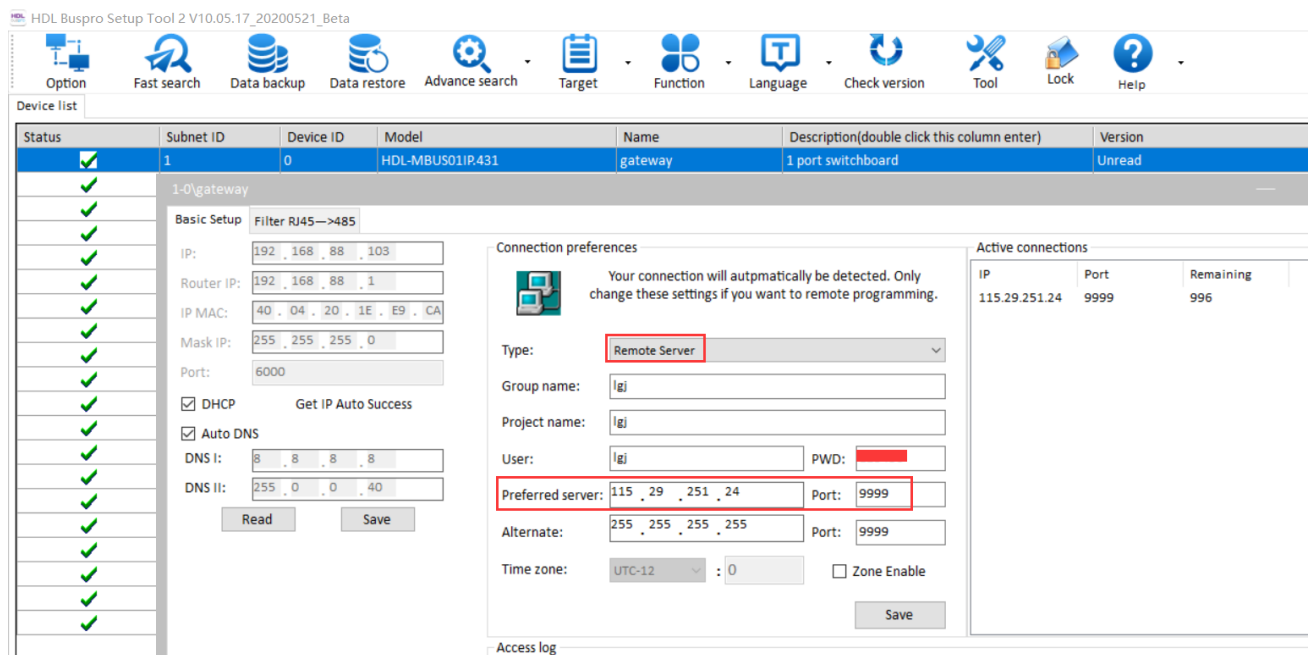 HDL HDL Buspro Setup Tool 2 V10.05.17_20200521_Beta
Option Fast search Data backup Data restore Advance search Target Function Language Check version Tool Lock Help
Device list
Status Subnet ID Device ID Model Name Description(double click this column enter) Version
1 0 HDL-MBUS01IP.431 gateway 1 port switchboard Unread
1-0\gateway
Basic Setup Filter RJ45—>485
IP: 192 . 168 . 88 . 103
Router IP: 192 . 168 . 88 . 1
IP MAC: 40 . 04 . 20 . 1E . E9 . CA
Mask IP: 255 . 255 . 255 . 0
Port: 6000
DHCP Get IP Auto Success
Auto DNS
DNS I: 8 . 8 . 8 . 8
DNS II: 255 . 0 . 0 . 40
Read Save
Connection preferences
Your connection will autpmatically be detected. Only
change these settings if you want to remote programming.
Type: Remote Server
Group name: lgj
Project name: lgj
User: lgj PWD:
Preferred server: 115 . 29 . 251 . 24 Port: 9999
Alternate: 255 . 255 . 255 . 255 Port: 9999
Time zone: UTC-12 : 0 Zone Enable
Save
Access log
Active connections
IP Port Remaining
115.29.251.24 9999 996